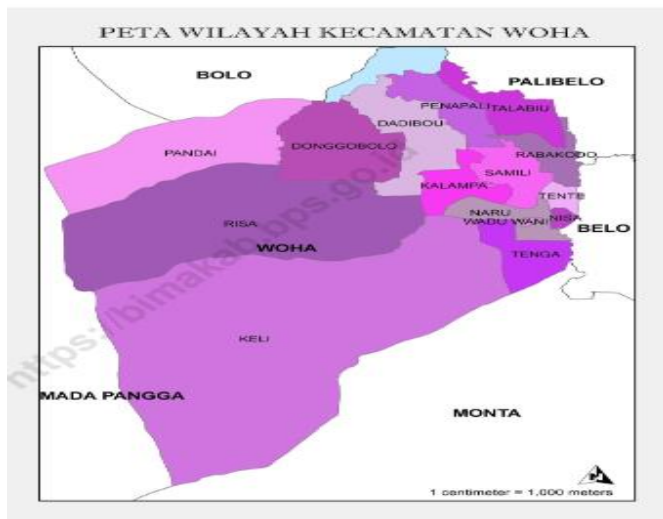 PETA WILAYAH KECAMATAN WOHA
BOLO
PALIBELO
PENAPALI
TALABIU
DADIBOU
DONGGOBOLO
PANDAI
RABAKODO
SAMILI
KALAMPA
TENTE
NARU
NISA
WADU WANI
BELO
RISA
WOHA
TENGA
KELI
MADA PANGGA
MONTA
https://bimakab.bps.go.id
1 centimeter = 1,000 meters